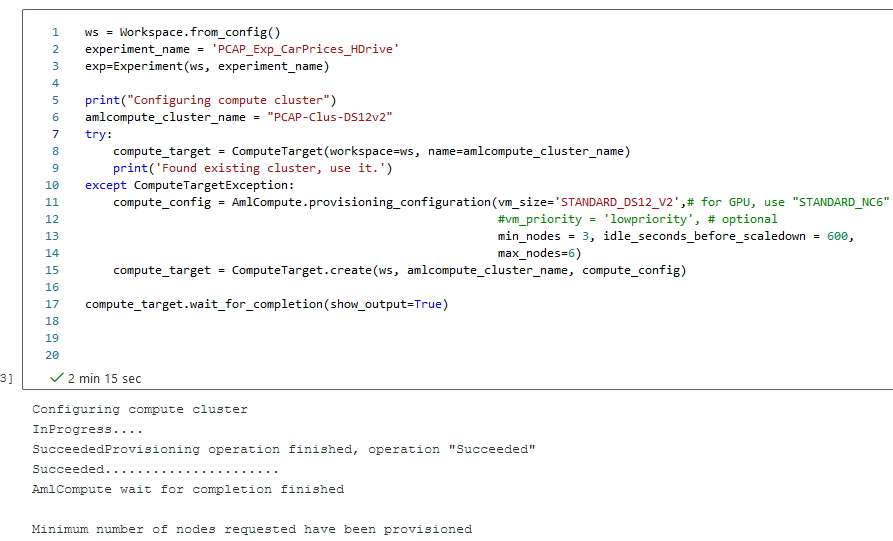 1 ws = Workspace.from_config()
2 experiment_name = 'PCAP_Exp_CarPrices_HDrive'
3 exp=Experiment(ws, experiment_name)
4
5 print("Configuring compute cluster")
6 amlcompute_cluster_name = "PCAP-Clus-DS12v2"
7 try:
8 compute_target = ComputeTarget(workspace=ws, name=amlcompute_cluster_name)
9 print('Found existing cluster, use it.')
10 except ComputeTargetException:
11 compute_config = AmlCompute.provisioning_configuration(vm_size='STANDARD_DS12_V2',# for GPU, use "STANDARD_NC6"
12 #vm_priority = 'lowpriority', # optional
13 min_nodes = 3, idle_seconds_before_scaledown = 600,
14 max_nodes=6)
15 compute_target = ComputeTarget.create(ws, amlcompute_cluster_name, compute_config)
16
17 compute_target.wait_for_completion(show_output=True)
18
19
20
3] ✓ 2 min 15 sec
Configuring compute cluster
InProgress....
SucceededProvisioning operation finished, operation "Succeeded"
Succeeded......................
AmlCompute wait for completion finished
Minimum number of nodes requested have been provisioned